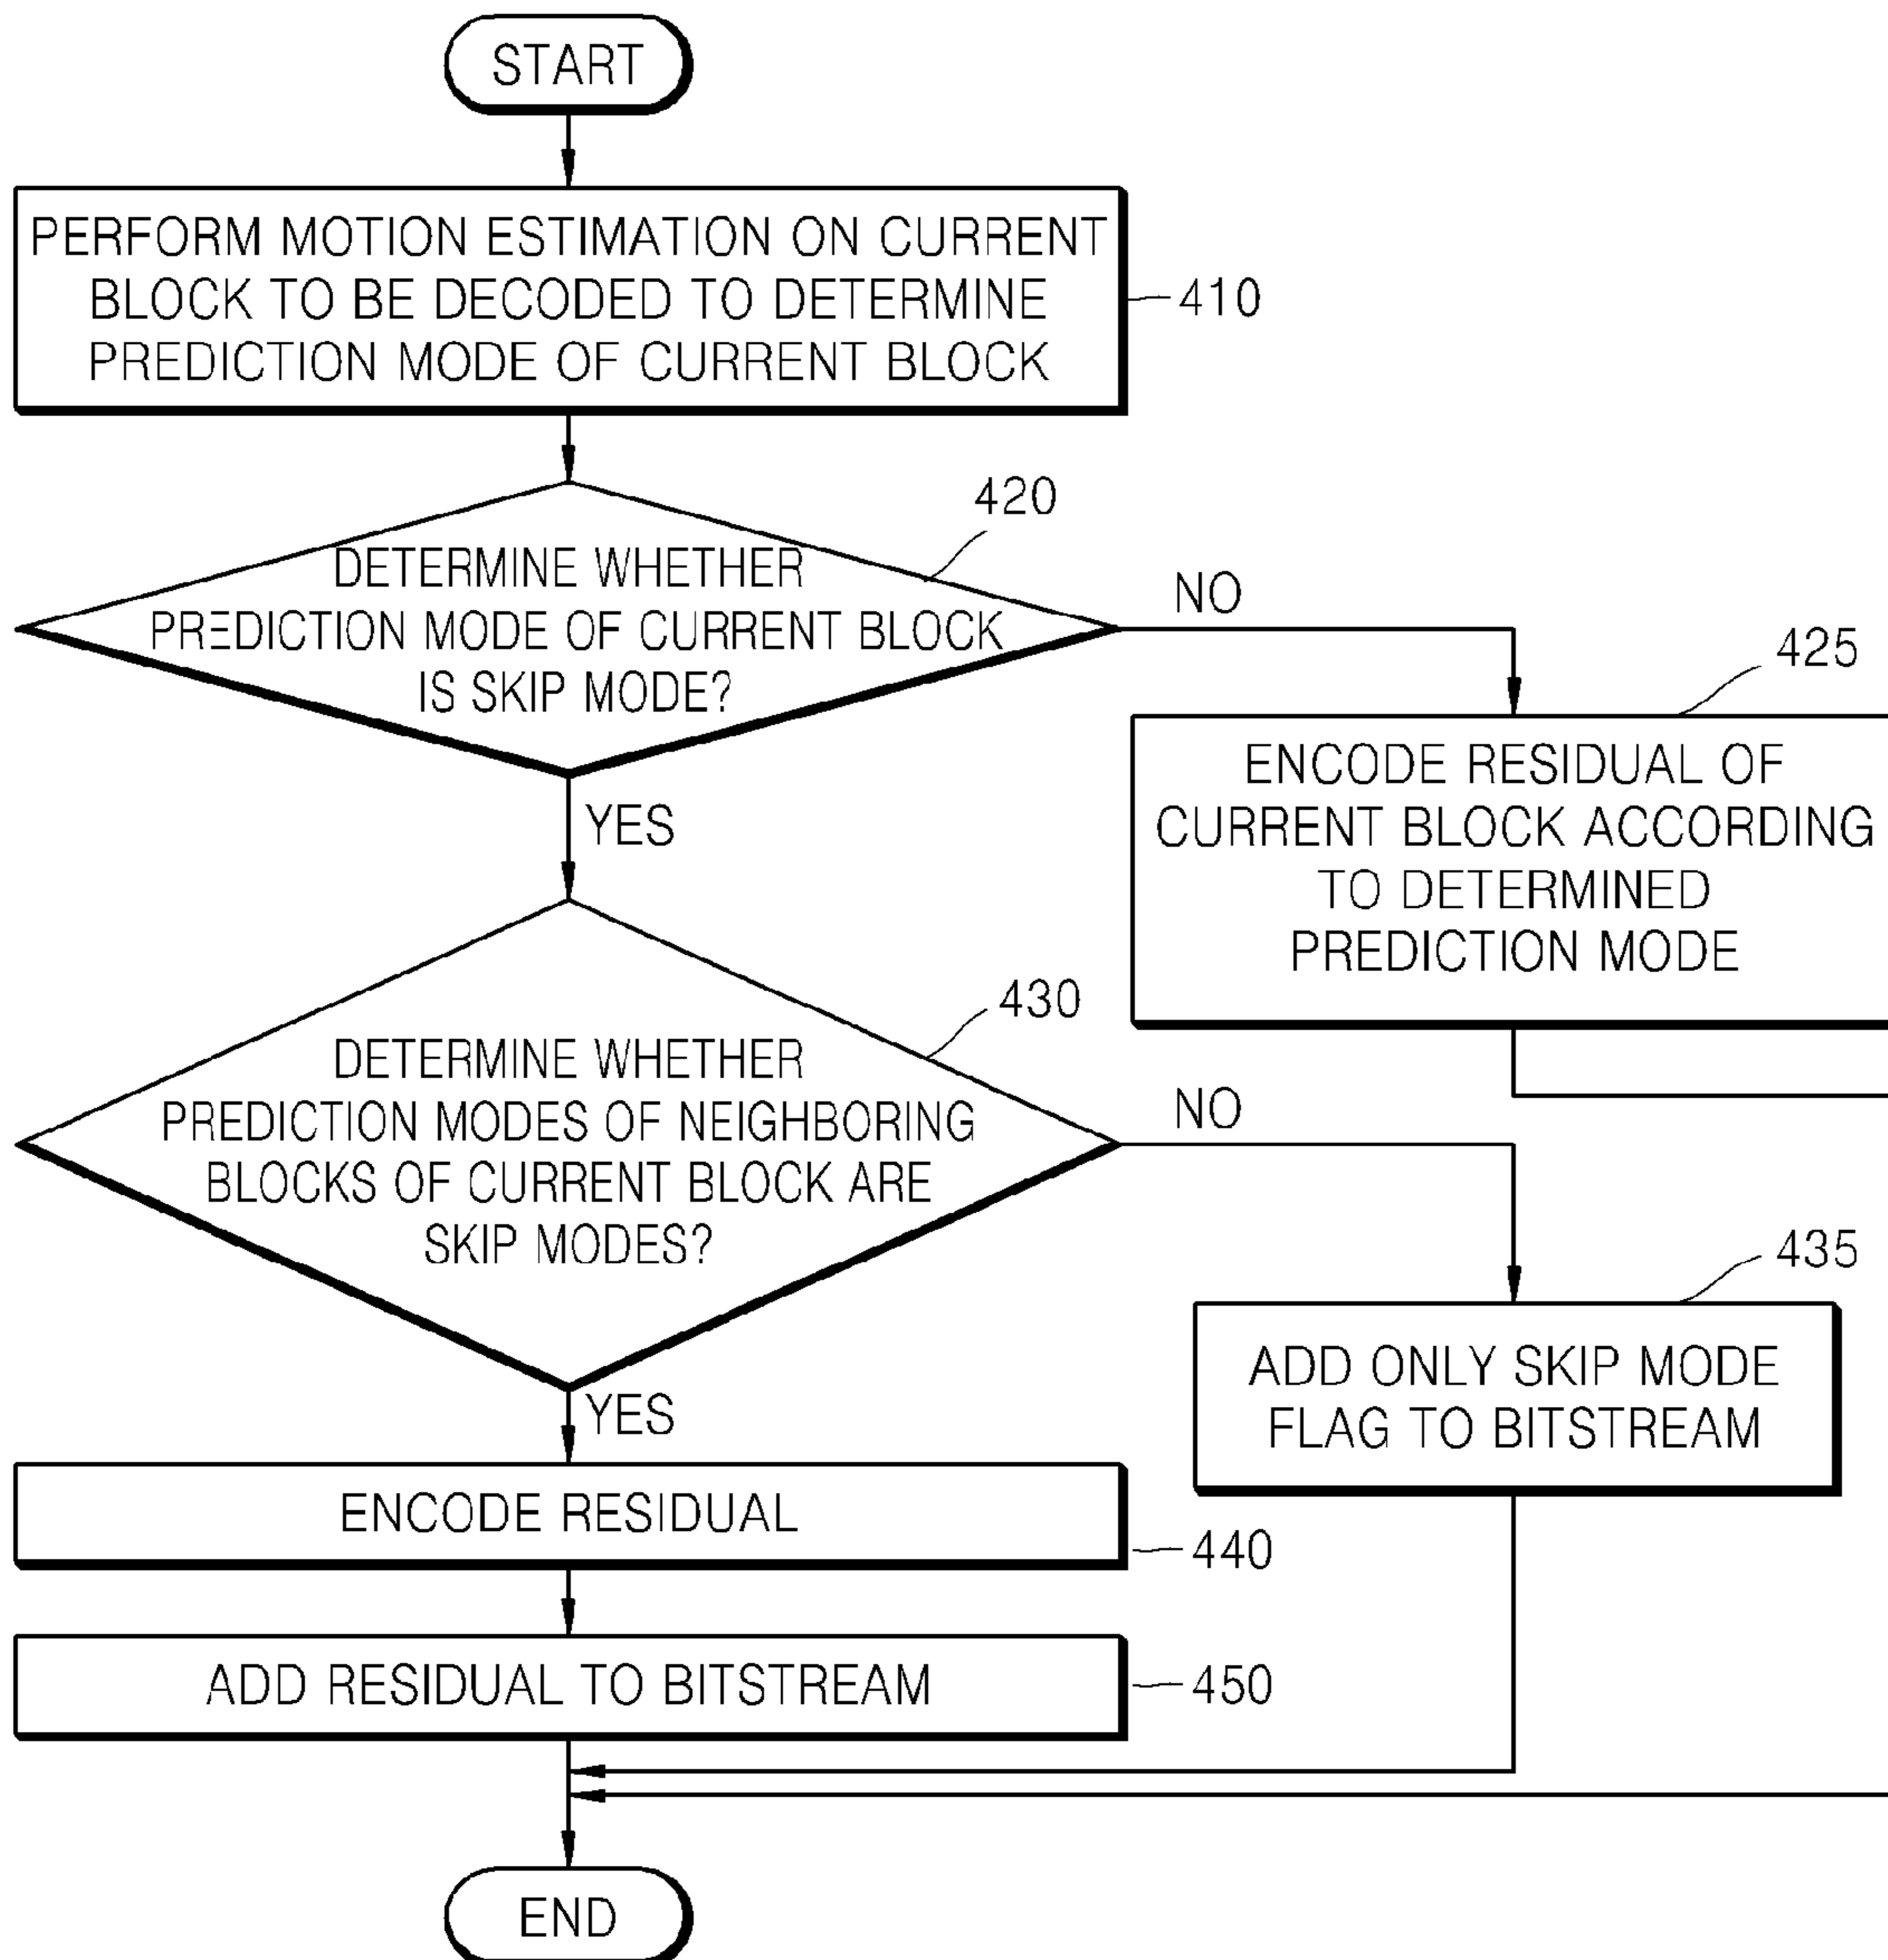 START
PERFORM MOTION ESTIMATION ON CURRENT
BLOCK TO BE DECODED TO DETERMINE
PREDICTION MODE OF CURRENT BLOCK
410
420
DETERMINE WHETHER
PREDICTION MODE OF CURRENT BLOCK
IS SKIP MODE?
NO
YES
425
ENCODE RESIDUAL OF
CURRENT BLOCK ACCORDING
TO DETERMINED
PREDICTION MODE
430
DETERMINE WHETHER
PREDICTION MODES OF NEIGHBORING
BLOCKS OF CURRENT BLOCK ARE
SKIP MODES?
NO
YES
435
ADD ONLY SKIP MODE
FLAG TO BITSTREAM
ENCODE RESIDUAL
440
ADD RESIDUAL TO BITSTREAM
450
END